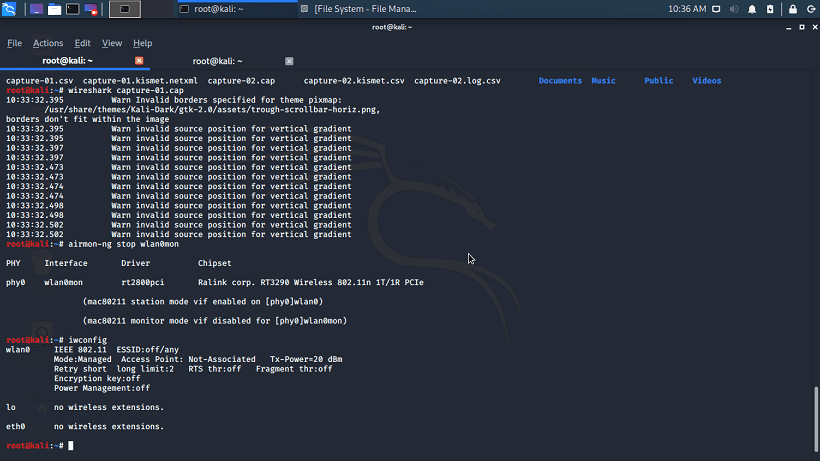 root@kali: ~
[File System - File Mana...
10:36 AM
root@kali: ~
File Actions Edit View Help
root@kali: ~
root@kali: ~
capture-01.csv capture-01.kismet.netxml capture-02.cap capture-02.kismet.csv capture-02.log.csv Documents Music Public Videos
root@kali:~# wireshark capture-01.cap
10:33:32.395 Warn Invalid borders specified for theme pixmap:
/usr/share/themes/Kali-Dark/gtk-2.0/assets/trough-scrollbar-horiz.png,
borders don't fit within the image
10:33:32.395 Warn invalid source position for vertical gradient
10:33:32.395 Warn invalid source position for vertical gradient
10:33:32.397 Warn invalid source position for vertical gradient
10:33:32.397 Warn invalid source position for vertical gradient
10:33:32.473 Warn invalid source position for vertical gradient
10:33:32.473 Warn invalid source position for vertical gradient
10:33:32.474 Warn invalid source position for vertical gradient
10:33:32.474 Warn invalid source position for vertical gradient
10:33:32.498 Warn invalid source position for vertical gradient
10:33:32.498 Warn invalid source position for vertical gradient
10:33:32.502 Warn invalid source position for vertical gradient
10:33:32.502 Warn invalid source position for vertical gradient
root@kali:~# airmon-ng stop wlan0mon
PHY Interface Driver Chipset
phy0 wlan0mon rt2800pci Ralink corp. RT3290 Wireless 802.11n 1T/1R PCIe
(mac80211 station mode vif enabled on [phy0]wlan0)
(mac80211 monitor mode vif disabled for [phy0]wlan0mon)
root@kali:~# iwconfig
wlan0 IEEE 802.11 ESSID:off/any
Mode:Managed Access Point: Not-Associated Tx-Power=20 dBm
Retry short long limit:2 RTS thr:off Fragment thr:off
Encryption key:off
Power Management:off
lo no wireless extensions.
eth0 no wireless extensions.
root@kali:~#